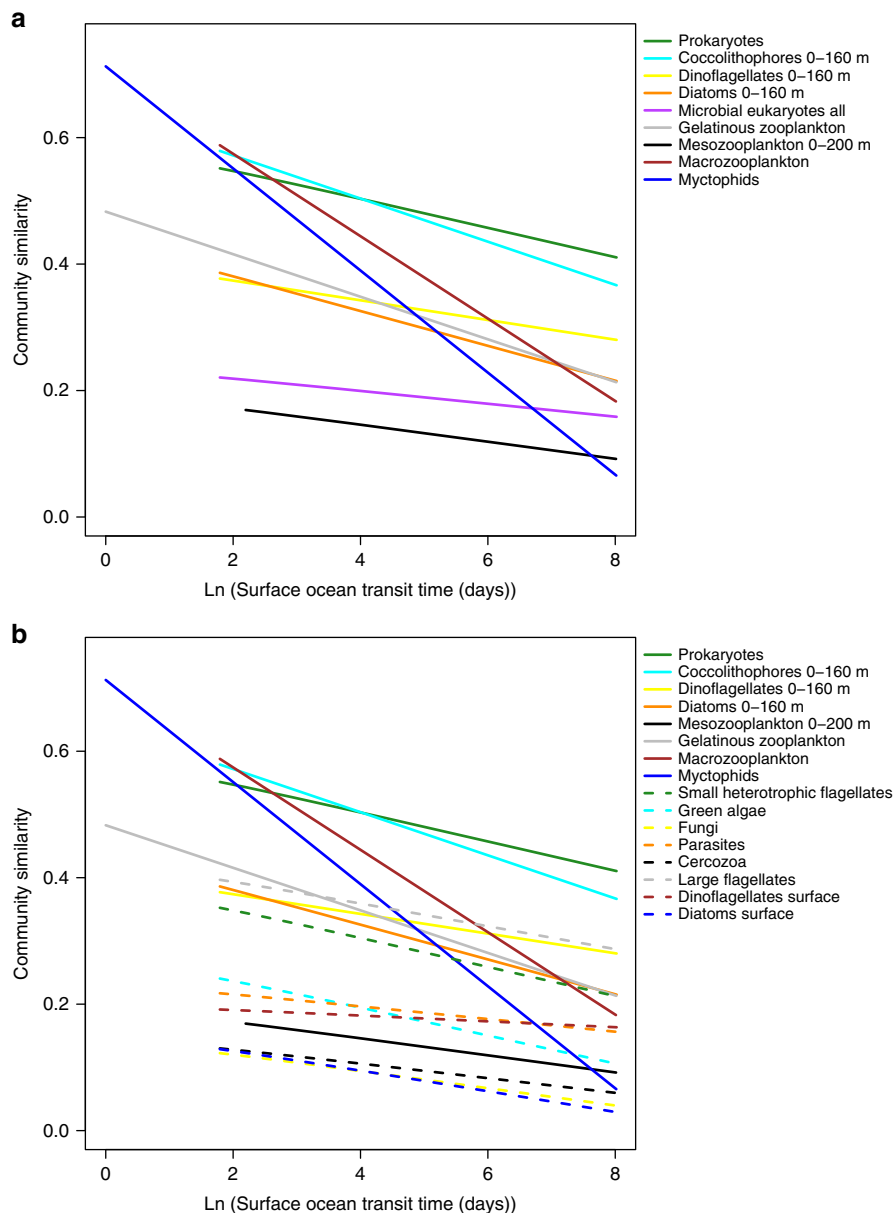 a
Prokaryotes
Coccolithophores 0–160 m
Dinoflagellates 0–160 m
Diatoms 0–160 m
Microbial eukaryotes all
Gelatinous zooplankton
Mesozooplankton 0–200 m
Macrozooplankton
Myctophids
Community similarity
0.6
0.4
0.2
0.0
0 2 4 6 8
Ln (Surface ocean transit time (days))
b
Prokaryotes
Coccolithophores 0–160 m
Dinoflagellates 0–160 m
Diatoms 0–160 m
Mesozooplankton 0–200 m
Gelatinous zooplankton
Macrozooplankton
Myctophids
Small heterotrophic flagellates
Green algae
Fungi
Parasites
Cercozoa
Large flagellates
Dinoflagellates surface
Diatoms surface
Community similarity
0.6
0.4
0.2
0.0
0 2 4 6 8
Ln (Surface ocean transit time (days))